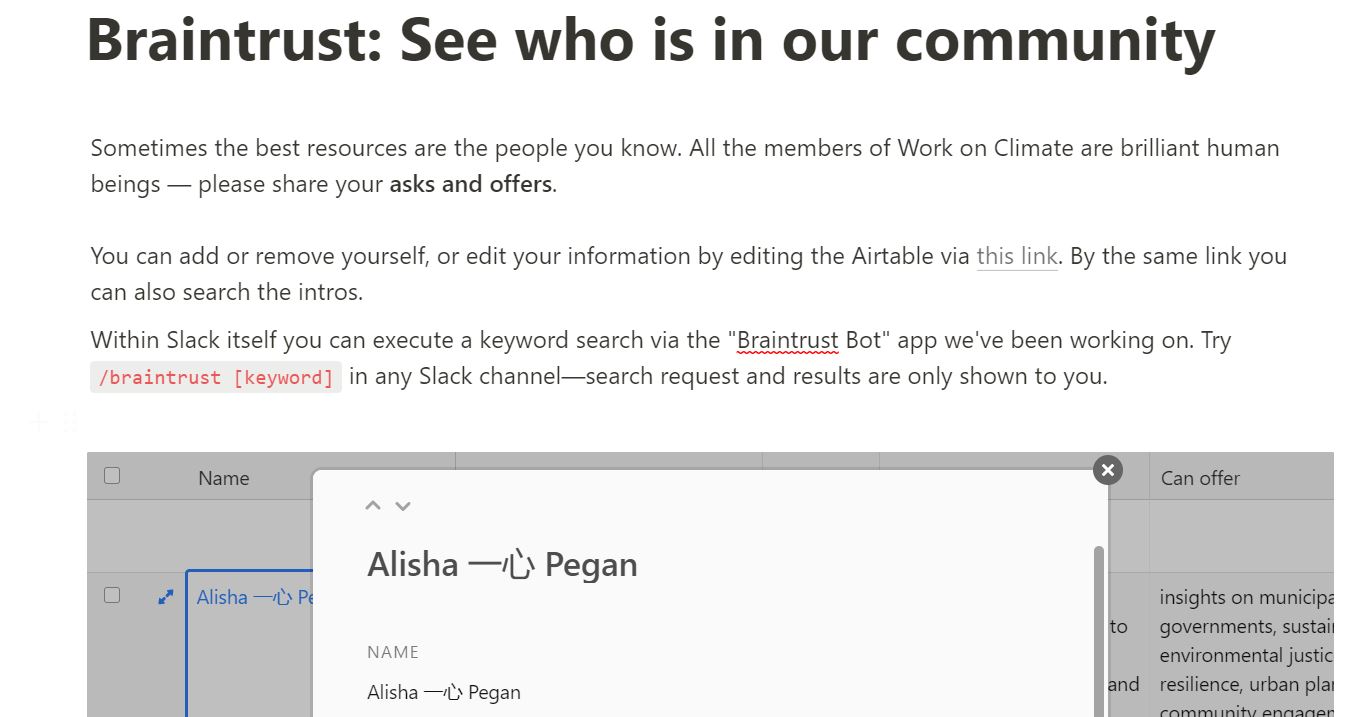 Braintrust: See who is in our community
Sometimes the best resources are the people you know. All the members of Work on Climate are brilliant human
beings — please share your asks and offers.
You can add or remove yourself, or edit your information by editing the Airtable via this link. By the same link you
can also search the intros.
Within Slack itself you can execute a keyword search via the "Braintrust Bot" app we've been working on. Try
/braintrust [keyword] in any Slack channel—search request and results are only shown to you.
Name
Can offer
Alisha 一心 Pegan
Alisha 一心 Pe
NAME
Alisha 一心 Pegan
to
and
insights on municipa
governments, sustai
environmental justic
resilience, urban pla
community engage